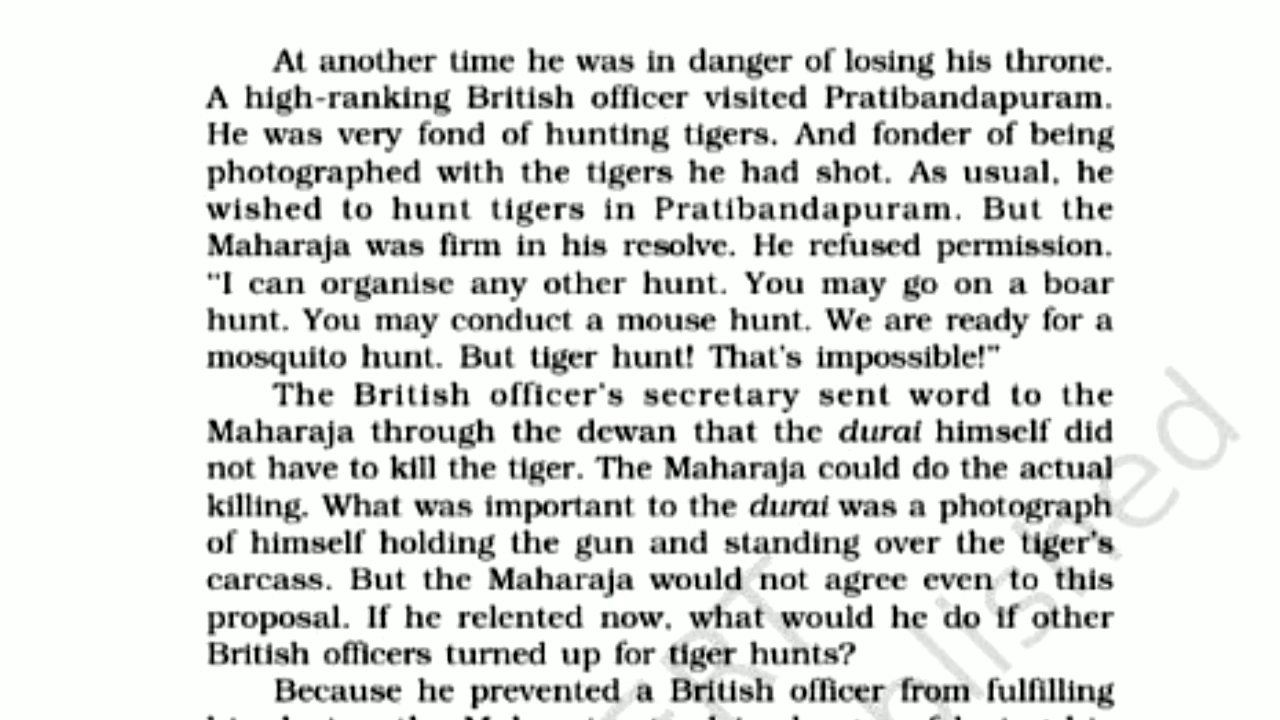 At another time he was in danger of losing his throne.
A high-ranking British officer visited Pratibandapuram.
He was very fond of hunting tigers. And fonder of being
photographed with the tigers he had shot. As usual, he
wished to hunt tigers in Pratibandapuram. But the
Maharaja was firm in his resolve. He refused permission.
“I can organise any other hunt. You may go on a boar
hunt. You may conduct a mouse hunt. We are ready for a
mosquito hunt. But tiger hunt! That's impossible!”
The British officer's secretary sent word to the
Maharaja through the dewan that the durai himself did
not have to kill the tiger. The Maharaja could do the actual
killing. What was important to the durai was a photograph
of himself holding the gun and standing over the tiger's
carcass. But the Maharaja would not agree even to this
proposal. If he relented now, what would he do if other
British officers turned up for tiger hunts?
Because he prevented a British officer from fulfilling